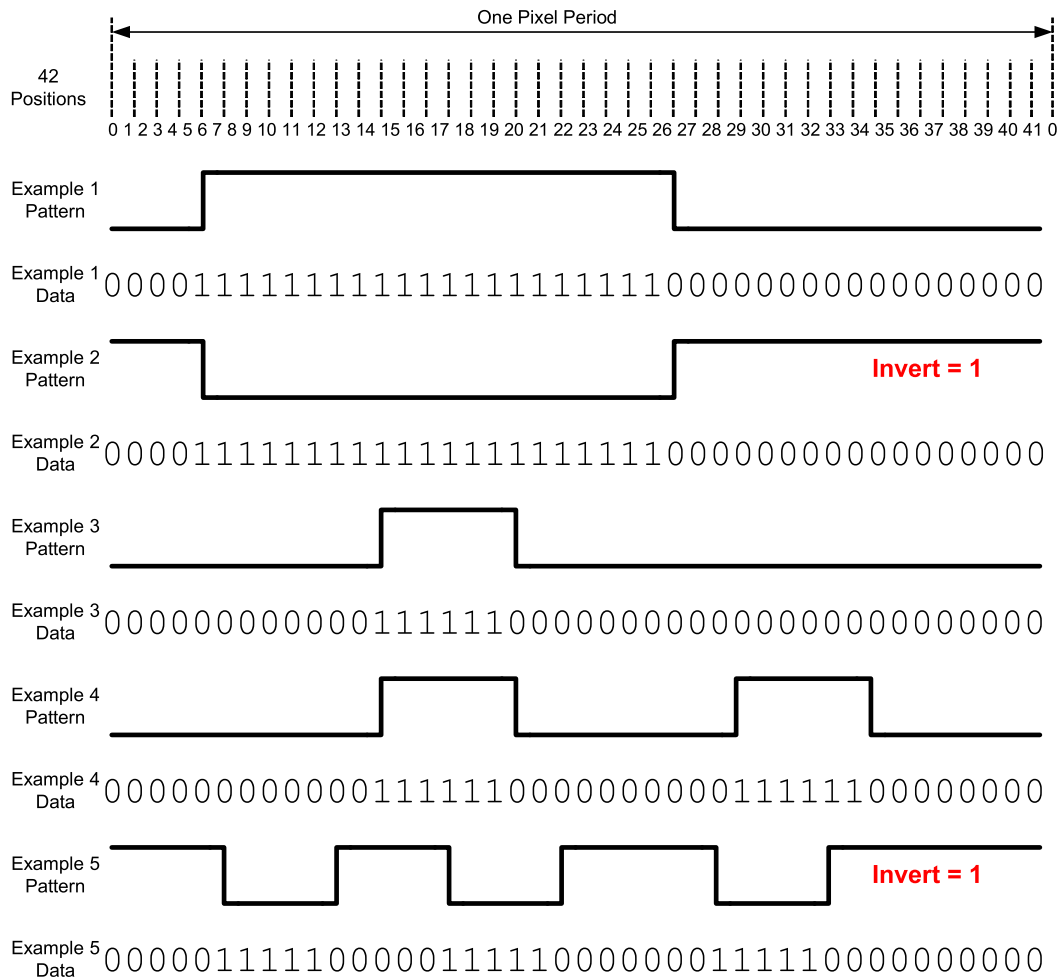 One Pixel Period
42
Positions
0 1 2 3 4 5 6 7 8 9 10 11 12 13 14 15 16 17 18 19 20 21 22 23 24 25 26 27 28 29 30 31 32 33 34 35 36 37 38 39 40 41 0
Example 1
Pattern
Example 1
Data
000011111111111111111111100000000000000000
Example 2
Pattern
Invert = 1
Example 2
Data
000011111111111111111111100000000000000000
Example 3
Pattern
Example 3
Data
000000000000111111000000000000000000000000
Example 4
Pattern
Example 4
Data
000000000000111111000000000011111100000000
Example 5
Pattern
Invert = 1
Example 5
Data
000001111100000111110000000111110000000000